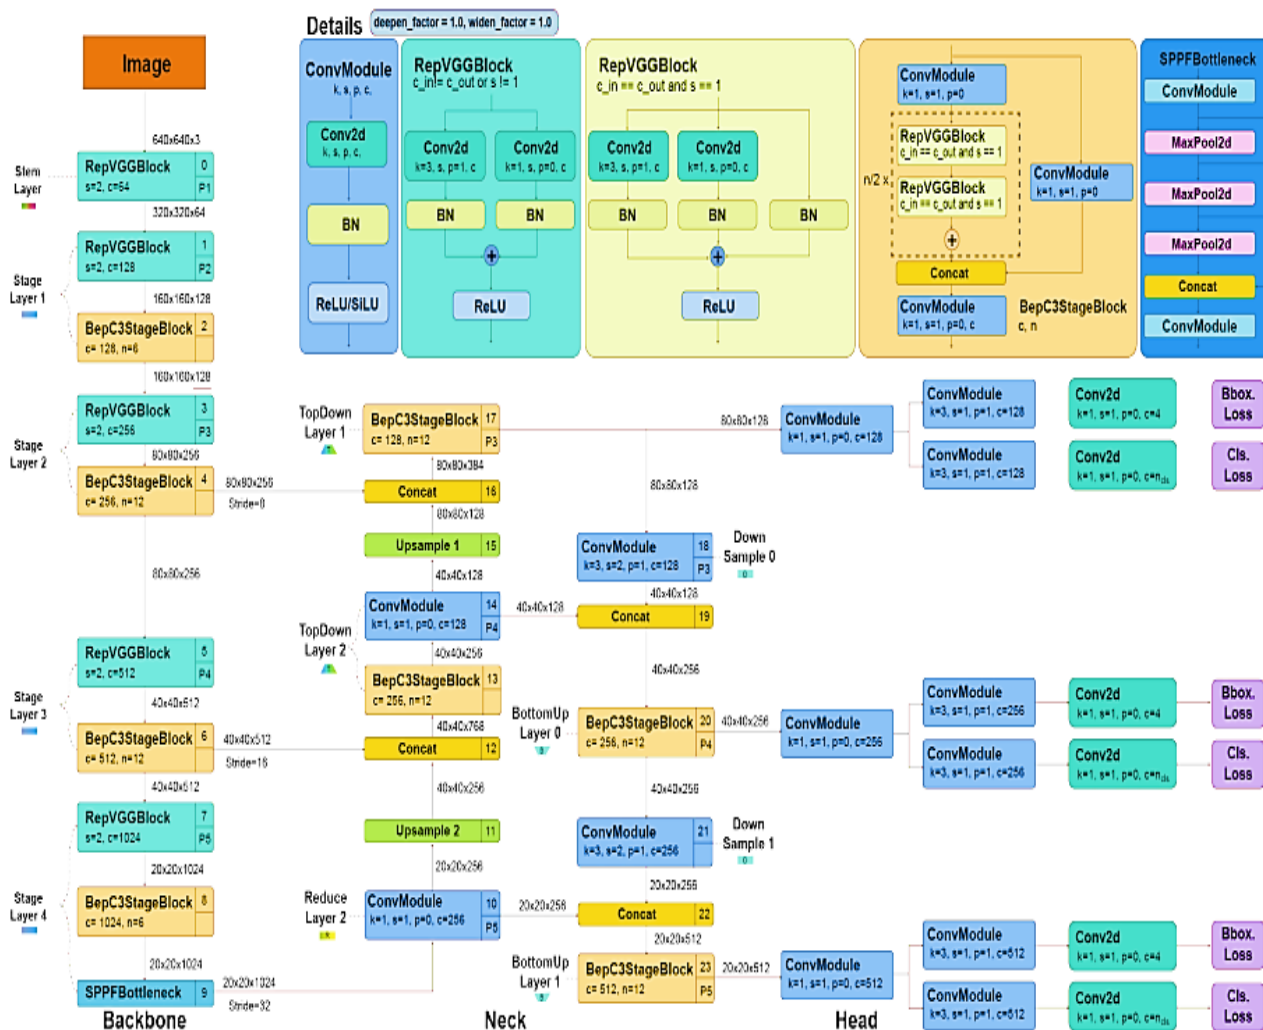 Details
deepen_factor = 1.0, widen_factor = 1.0
Image
640x640x3
Stem
Layer
RepVGGBlock
0
s=2, c=64
P1
320x320x64
RepVGGBlock
1
s=2, c=128
P2
Stage
Layer 1
160x160x128
BepC3StageBlock
2
c= 128, n=6
160x160x128
RepVGGBlock
3
s=2, c=256
P3
Stage
Layer 2
80x80x256
BepC3StageBlock
4
c= 256, n=12
80x80x256
Stride=8
80x80x256
RepVGGBlock
5
s=2, c=512
P4
Stage
Layer 3
40x40x512
BepC3StageBlock
6
c= 512, n=12
40x40x512
Stride=16
40x40x512
RepVGGBlock
7
s=2, c=1024
P5
20x20x1024
Stage
Layer 4
BepC3StageBlock
8
c= 1024, n=6
20x20x1024
SPPFBottleneck
9
20x20x1024
Stride=32
Backbone
ConvModule
k, s, p, c,
Conv2d
k, s, p, c,
BN
ReLU/SiLU
RepVGGBlock
c_in!= c_out or s != 1
Conv2d
k=3, s, p=1, c
Conv2d
k=1, s, p=0, c
BN
BN
+
ReLU
RepVGGBlock
c_in == c_out and s == 1
Conv2d
k=3, s, p=1, c
Conv2d
k=1, s, p=0, c
BN
BN
BN
+
ReLU
ConvModule
k=1, s=1, p=0
RepVGGBlock
c_in == c_out and s == 1
n/2 x
RepVGGBlock
c_in == c_out and s == 1
+
ConvModule
k=1, s=1, p=0
Concat
ConvModule
k=1, s=1, p=0, c
BepC3StageBlock
c, n
SPPFBottleneck
ConvModule
MaxPool2d
MaxPool2d
MaxPool2d
Concat
ConvModule
TopDown
Layer 1
BepC3StageBlock
17
c= 128, n=12
P3
80x80x384
Concat
16
80x80x128
Upsample 1
15
40x40x128
ConvModule
14
k=1, s=1, p=0, c=128
P4
40x40x128
TopDown
Layer 2
40x40x256
BepC3StageBlock
13
c= 256, n=12
40x40x768
Concat
12
40x40x256
Upsample 2
11
20x20x256
Reduce
Layer 2
ConvModule
10
k=1, s=1, p=0, c=256
P5
20x20x256
80x80x128
80x80x128
ConvModule
18
k=3, s=2, p=1, c=128
P3
Down
Sample 0
40x40x128
Concat
19
40x40x256
BottomUp
Layer 0
BepC3StageBlock
20
c= 256, n=12
P4
40x40x256
40x40x256
ConvModule
21
k=3, s=2, p=1, c=256
Down
Sample 1
20x20x256
Concat
22
20x20x512
BottomUp
Layer 1
BepC3StageBlock
23
c= 512, n=12
P5
20x20x512
Neck
ConvModule
k=1, s=1, p=0, c=128
ConvModule
k=3, s=1, p=1, c=128
Conv2d
k=1, s=1, p=0, c=4
Bbox.
Loss
ConvModule
k=3, s=1, p=1, c=128
Conv2d
k=1, s=1, p=0, c=n_cls
Cls.
Loss
ConvModule
k=1, s=1, p=0, c=256
ConvModule
k=3, s=1, p=1, c=256
Conv2d
k=1, s=1, p=0, c=4
Bbox.
Loss
ConvModule
k=3, s=1, p=1, c=256
Conv2d
k=1, s=1, p=0, c=n_cls
Cls.
Loss
ConvModule
k=1, s=1, p=0, c=512
ConvModule
k=3, s=1, p=1, c=512
Conv2d
k=1, s=1, p=0, c=4
Bbox.
Loss
ConvModule
k=3, s=1, p=1, c=512
Conv2d
k=1, s=1, p=0, c=n_cls
Cls.
Loss
Head